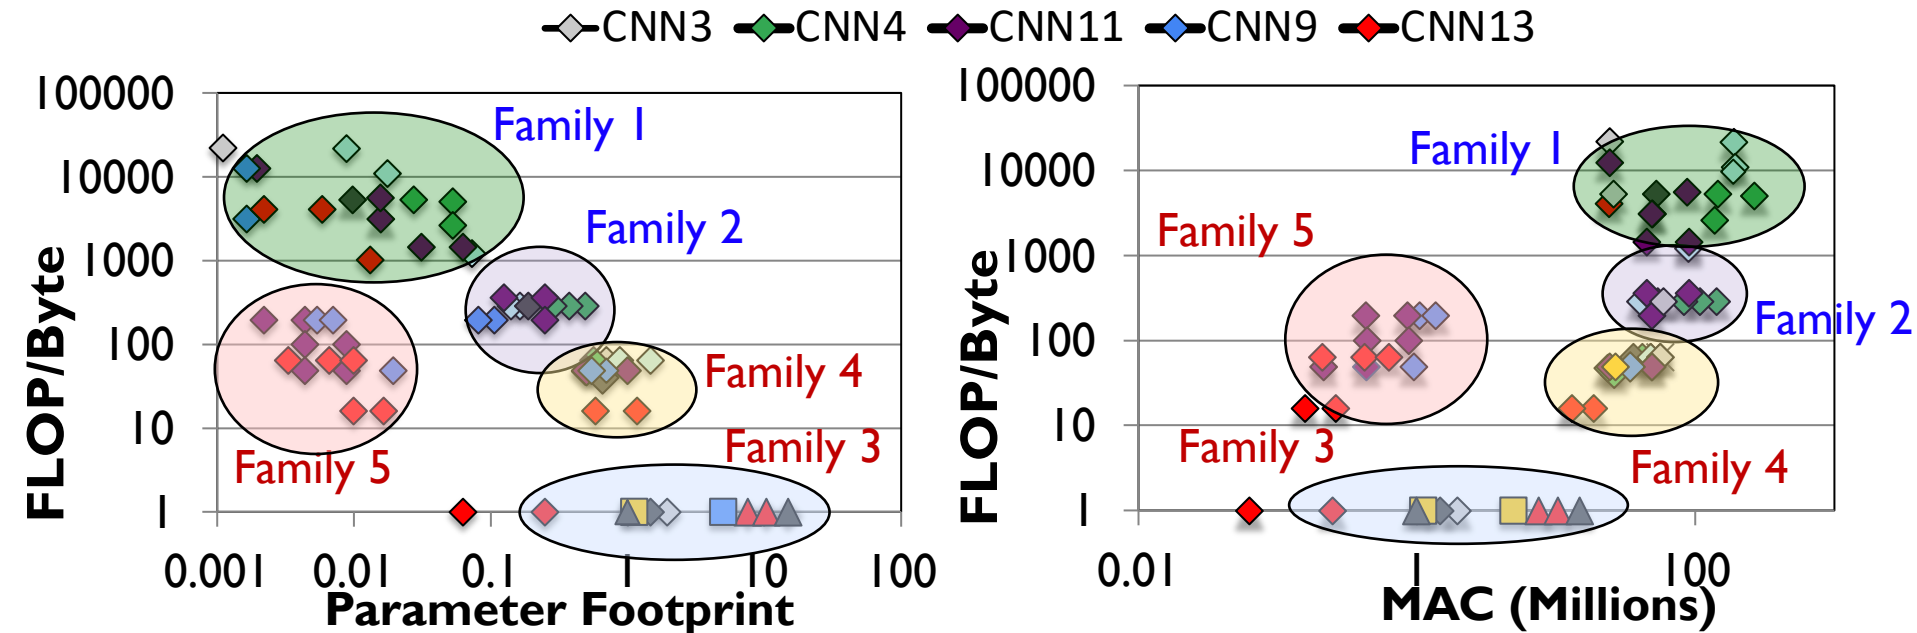 CNN3 CNN4 CNN11 CNN9 CNN13
FLOP/Byte
100000
10000
1000
100
10
1
Family 1
Family 2
Family 4
Family 3
Family 5
0.001 0.01 0.1 1 10 100
Parameter Footprint
FLOP/Byte
100000
10000
1000
100
10
1
Family 1
Family 5
Family 2
Family 3
Family 4
0.01 1 100
MAC (Millions)